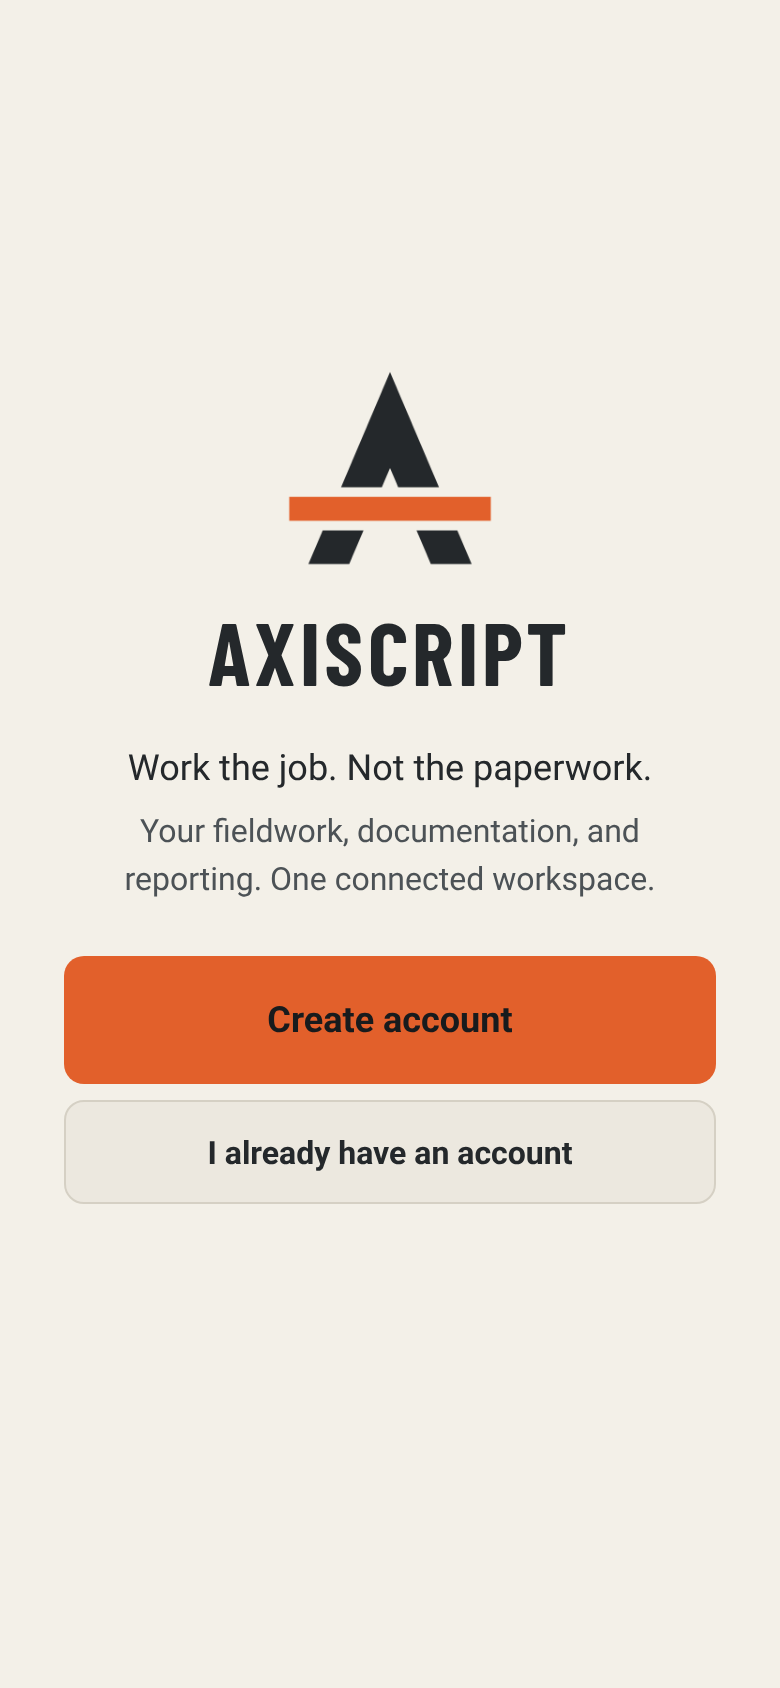 AXISCRIPT
Work the job. Not the paperwork.
Your fieldwork, documentation, and
reporting. One connected workspace.
Create account
I already have an account